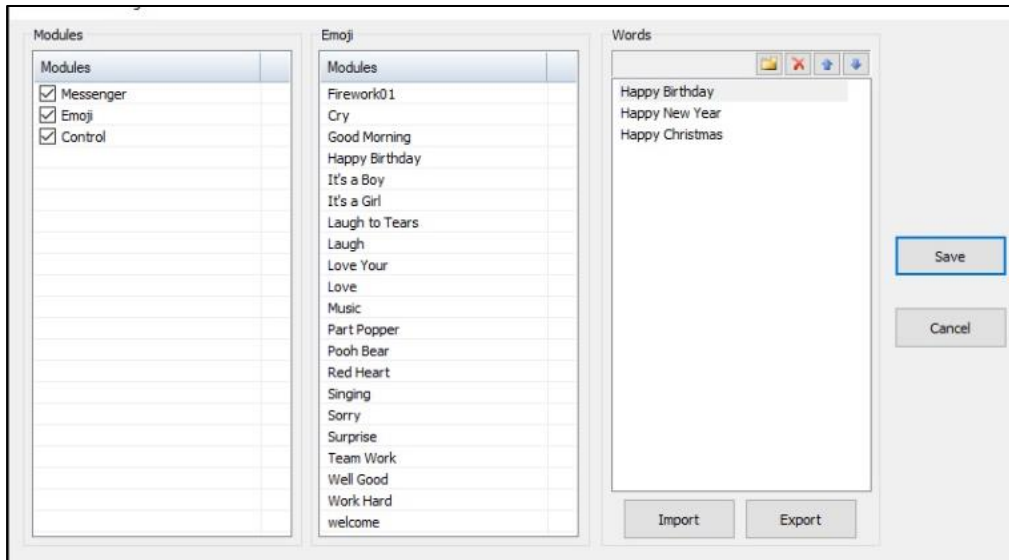 Modules
Modules
Messenger
Emoji
Control
Emoji
Modules
Firework01
Cry
Good Morning
Happy Birthday
It's a Boy
It's a Girl
Laugh to Tears
Laugh
Love Your
Love
Music
Part Popper
Pooh Bear
Red Heart
Singing
Sorry
Surprise
Team Work
Well Good
Work Hard
welcome
Words
Happy Birthday
Happy New Year
Happy Christmas
Import
Export
Save
Cancel